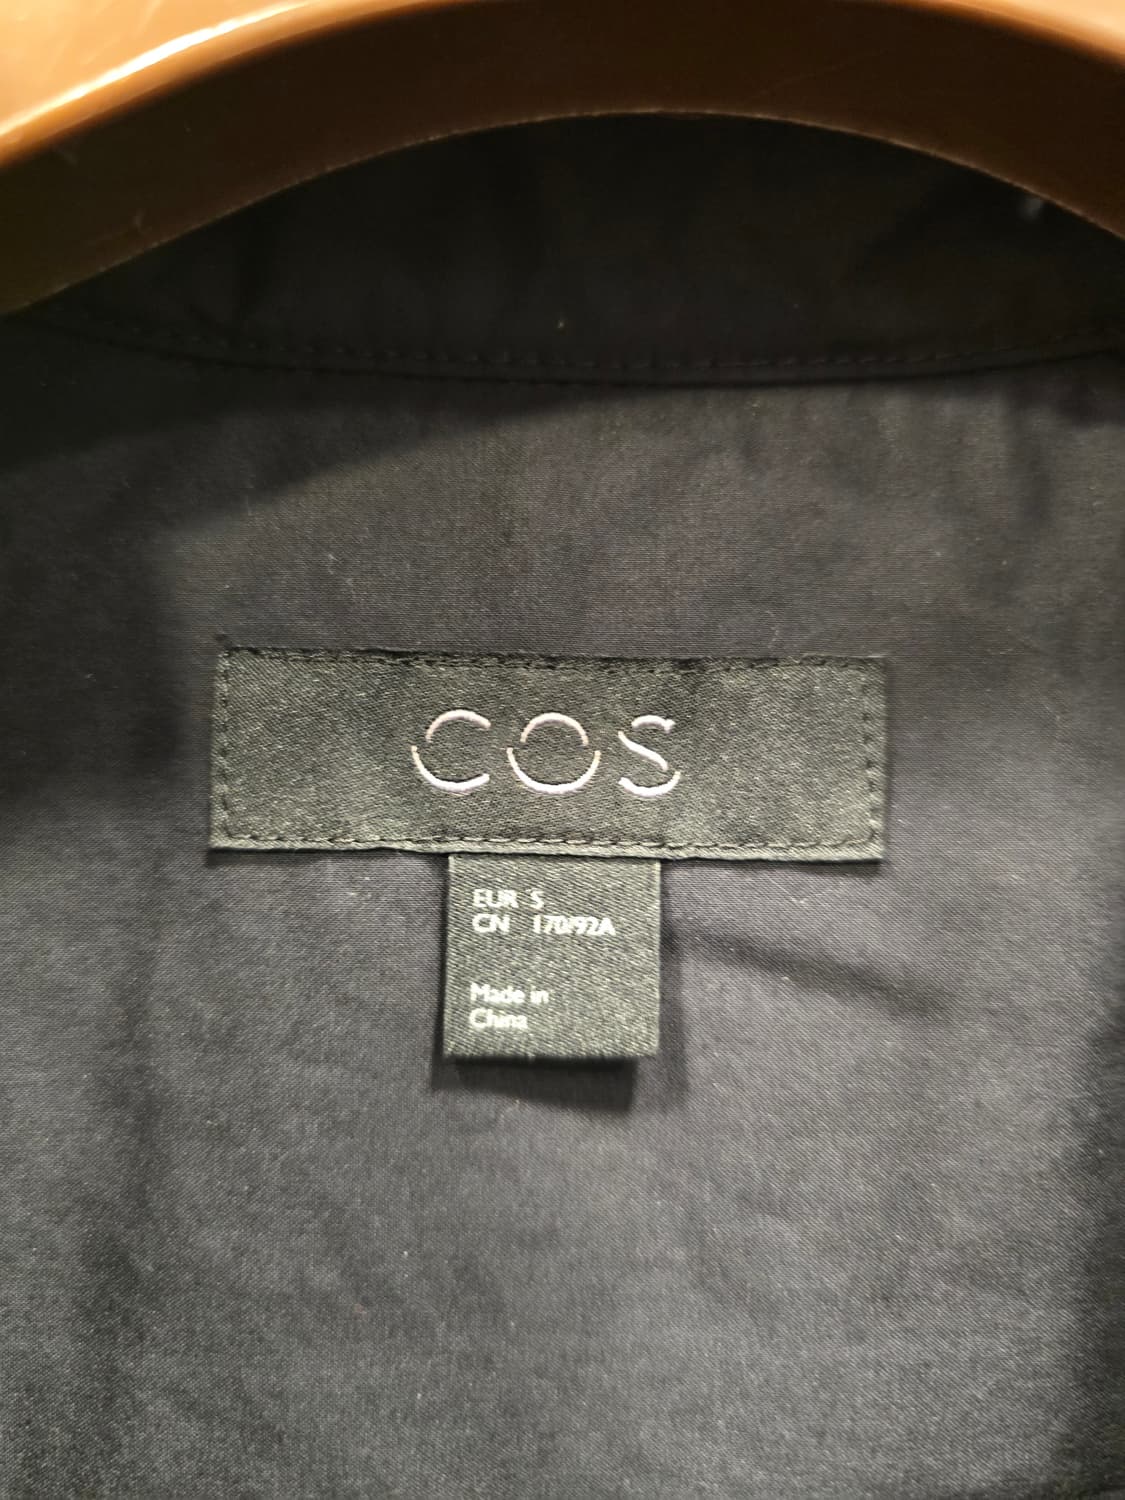 COS
EUR S
CN 170/92A
Made in
China